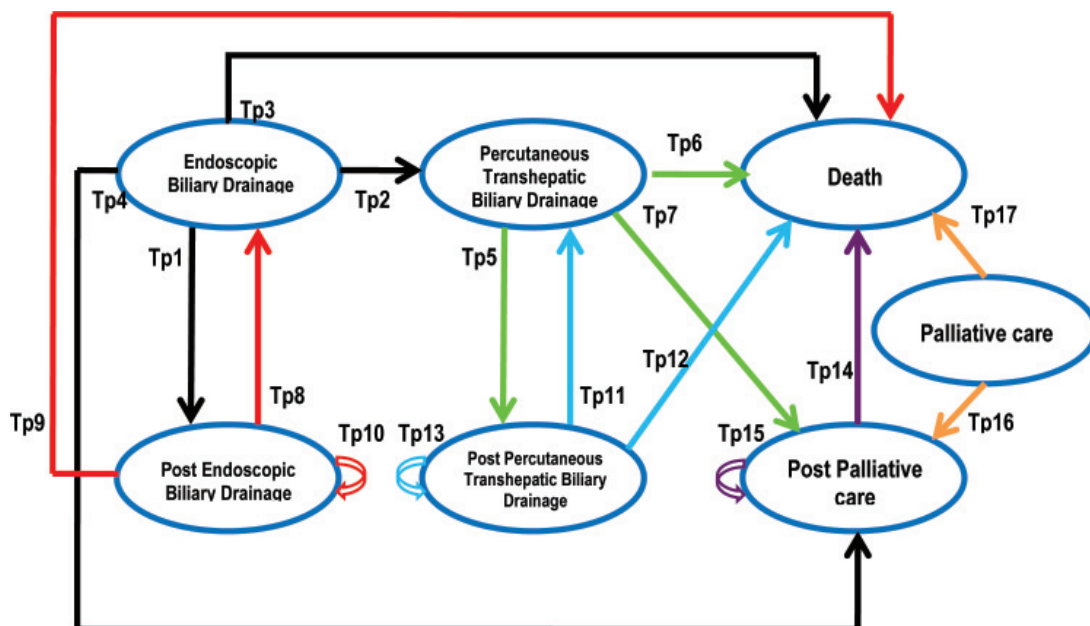 Tp3
Endoscopic
Biliary Drainage
Tp4
Tp2
Percutaneous
Transhepatic
Biliary Drainage
Tp6
Tp7
Death
Tp17
Tp1
Tp5
Palliative care
Tp12
Tp14
Tp9
Tp8
Tp11
Tp16
Tp10
Tp13
Tp15
Post Endoscopic
Biliary Drainage
Post Percutaneous
Transhepatic Biliary
Drainage
Post Palliative
care